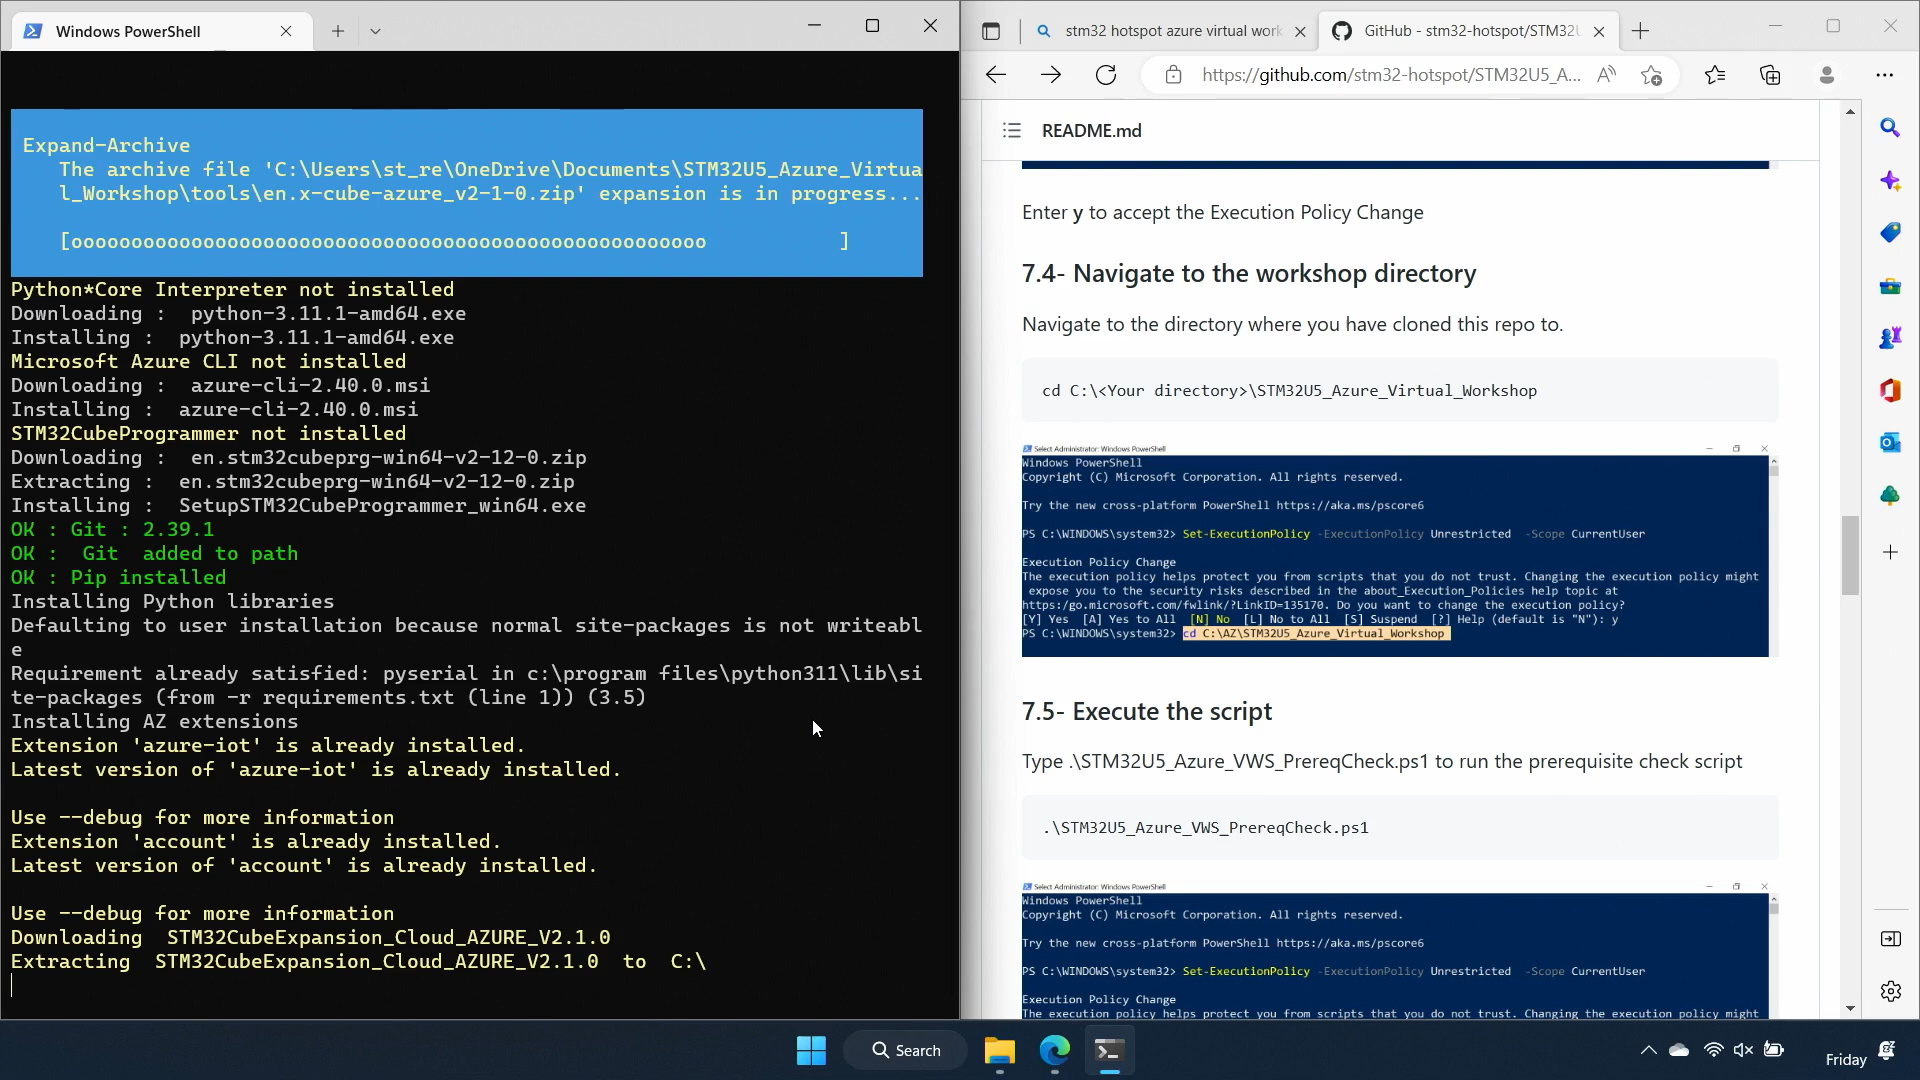 Windows PowerShell
Expand-Archive
The archive file 'C:\Users\st_re\OneDrive\Documents\STM32U5_Azure_Virtua
l_Workshop\tools\en.x-cube-azure_v2-1-0.zip' expansion is in progress...
[ooooooooooooooooooooooooooooooooooooooooooooooooooooo           ]
Python*Core Interpreter not installed
Downloading :  python-3.11.1-amd64.exe
Installing :  python-3.11.1-amd64.exe
Microsoft Azure CLI not installed
Downloading :  azure-cli-2.40.0.msi
Installing :  azure-cli-2.40.0.msi
STM32CubeProgrammer not installed
Downloading :  en.stm32cubeprg-win64-v2-12-0.zip
Extracting :  en.stm32cubeprg-win64-v2-12-0.zip
Installing :  SetupSTM32CubeProgrammer_win64.exe
OK : Git : 2.39.1
OK :  Git  added to path
OK : Pip installed
Installing Python libraries
Defaulting to user installation because normal site-packages is not writeabl
e
Requirement already satisfied: pyserial in c:\program files\python311\lib\si
te-packages (from -r requirements.txt (line 1)) (3.5)
Installing AZ extensions
Extension 'azure-iot' is already installed.
Latest version of 'azure-iot' is already installed.
Use --debug for more information
Extension 'account' is already installed.
Latest version of 'account' is already installed.
Use --debug for more information
Downloading  STM32CubeExpansion_Cloud_AZURE_V2.1.0
Extracting  STM32CubeExpansion_Cloud_AZURE_V2.1.0  to  C:\
stm32 hotspot azure virtual work
GitHub - stm32-hotspot/STM32U
https://github.com/stm32-hotspot/STM32U5_A...
README.md
Enter y to accept the Execution Policy Change
7.4- Navigate to the workshop directory
Navigate to the directory where you have cloned this repo to.
cd C:\<Your directory>\STM32U5_Azure_Virtual_Workshop
Select Administrator: Windows PowerShell
Windows PowerShell
Copyright (C) Microsoft Corporation. All rights reserved.
Try the new cross-platform PowerShell https://aka.ms/pscore6
PS C:\WINDOWS\system32> Set-ExecutionPolicy -ExecutionPolicy Unrestricted  -Scope CurrentUser
Execution Policy Change
The execution policy helps protect you from scripts that you do not trust. Changing the execution policy might
expose you to the security risks described in the about_Execution_Policies help topic at
https:/go.microsoft.com/fwlink/?LinkID=135170. Do you want to change the execution policy?
[Y] Yes  [A] Yes to All  [N] No  [L] No to All  [S] Suspend  [?] Help (default is "N"): y
PS C:\WINDOWS\system32> cd C:\AZ\STM32U5_Azure_Virtual_Workshop
7.5- Execute the script
Type .\STM32U5_Azure_VWS_PrereqCheck.ps1 to run the prerequisite check script
.\STM32U5_Azure_VWS_PrereqCheck.ps1
Select Administrator: Windows PowerShell
Windows PowerShell
Copyright (C) Microsoft Corporation. All rights reserved.
Try the new cross-platform PowerShell https://aka.ms/pscore6
PS C:\WINDOWS\system32> Set-ExecutionPolicy -ExecutionPolicy Unrestricted  -Scope CurrentUser
Execution Policy Change
The execution policy helps protect you from scripts that you do not trust. Changing the execution policy might
Search
Friday